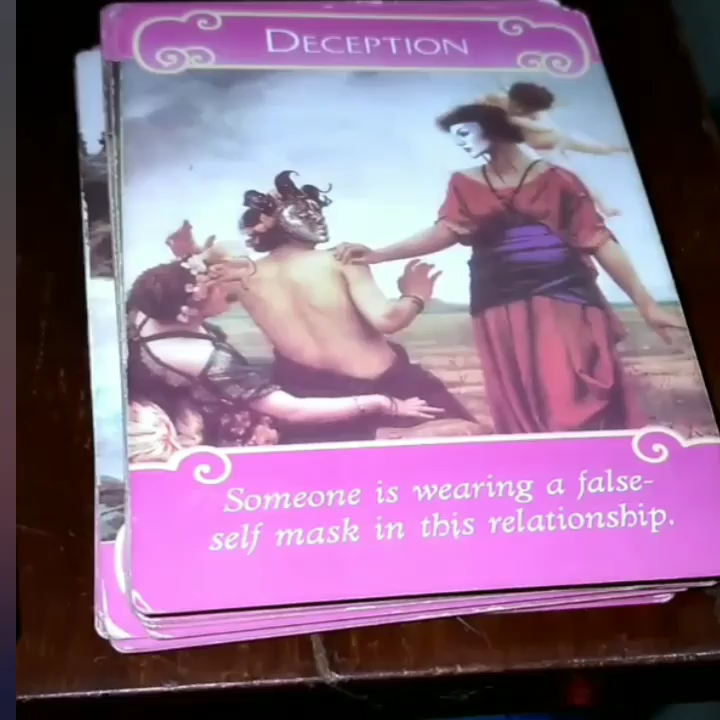 DECEPTION
Someone is wearing a false-
self mask in this relationship.